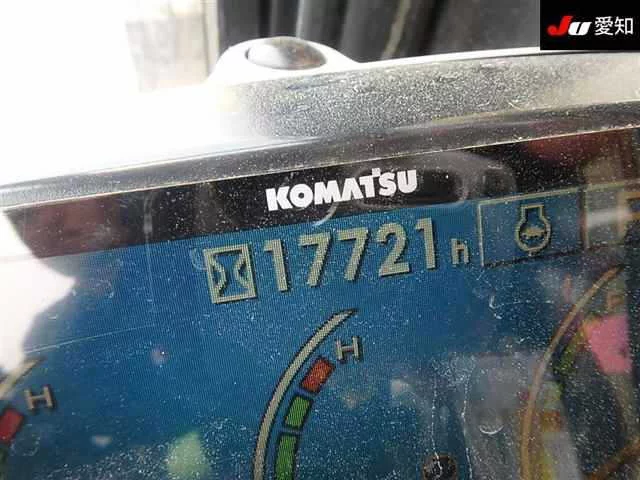 JU 愛知
KOMATSU
17721h
H
H
F